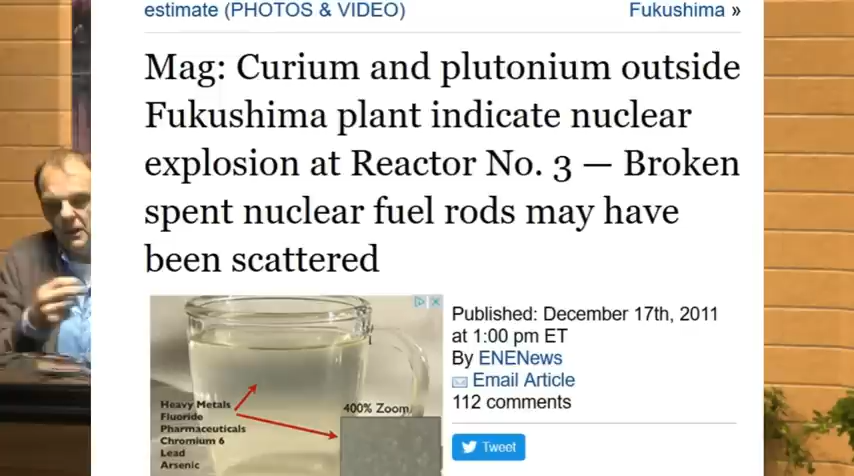 estimate (PHOTOS & VIDEO)
Fukushima »
Mag: Curium and plutonium outside
Fukushima plant indicate nuclear
explosion at Reactor No. 3 — Broken
spent nuclear fuel rods may have
been scattered
Published: December 17th, 2011
at 1:00 pm ET
By ENENews
Email Article
112 comments
Tweet
Heavy Metals
Fluoride
Pharmaceuticals
Chromium 6
Lead
Arsenic
400% Zoom